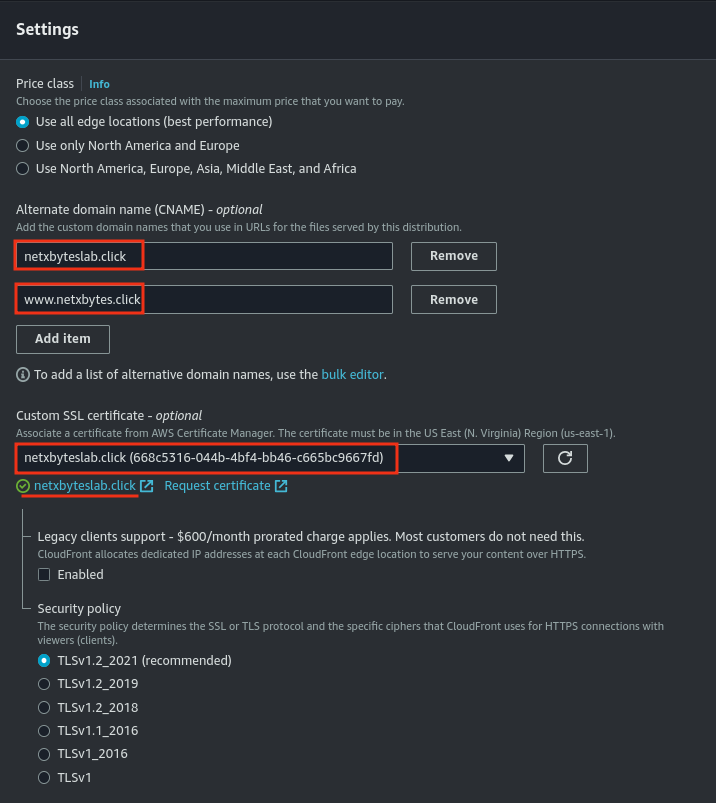 Settings
Price class Info
Choose the price class associated with the maximum price that you want to pay.
Use all edge locations (best performance)
Use only North America and Europe
Use North America, Europe, Asia, Middle East, and Africa
Alternate domain name (CNAME) - optional
Add the custom domain names that you use in URLs for the files served by this distribution.
netxbyteslab.click Remove
www.netxbytes.click Remove
Add item
To add a list of alternative domain names, use the bulk editor.
Custom SSL certificate - optional
Associate a certificate from AWS Certificate Manager. The certificate must be in the US East (N. Virginia) Region (us-east-1).
netxbyteslab.click (668c5316-044b-4bf4-bb46-c665bc9667fd)
netxbyteslab.click Request certificate
Legacy clients support - $600/month prorated charge applies. Most customers do not need this.
CloudFront allocates dedicated IP addresses at each CloudFront edge location to serve your content over HTTPS.
Enabled
Security policy
The security policy determines the SSL or TLS protocol and the specific ciphers that CloudFront uses for HTTPS connections with
viewers (clients).
TLSv1.2_2021 (recommended)
TLSv1.2_2019
TLSv1.2_2018
TLSv1.1_2016
TLSv1_2016
TLSv1